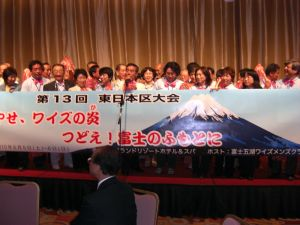 第13回 東日本区大会
やせ、ワイズの炎
つどえ!富士のふもとに
ランドリゾートホテル&スパ ホスト:富士五湖ワイズメンズクラ